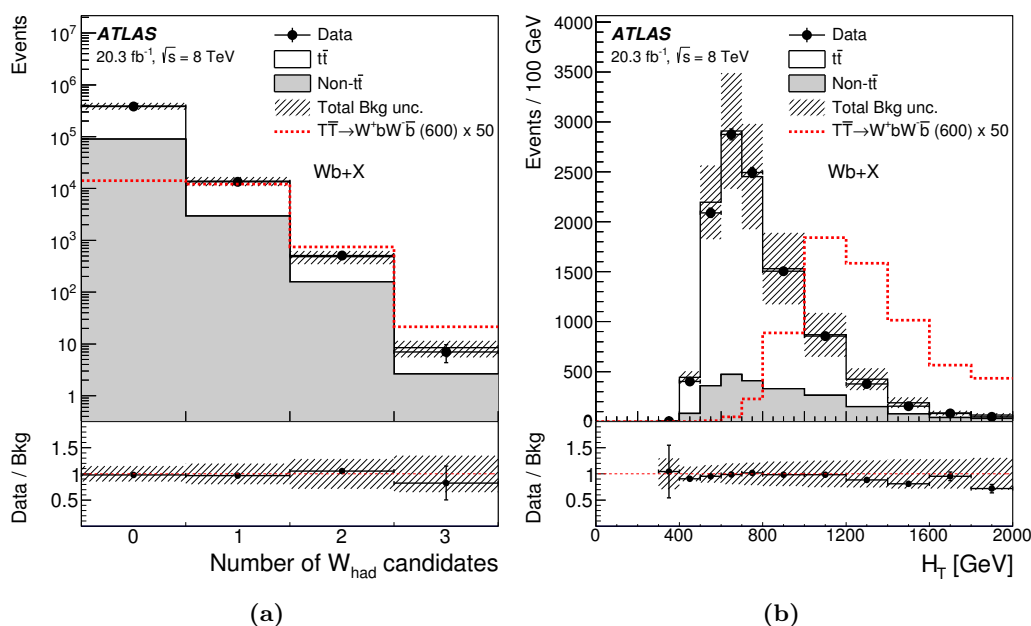 Events
10⁷
10⁶
10⁵
10⁴
10³
10²
10
1
ATLAS
20.3 fb⁻¹, √s = 8 TeV
Data
tt̄
Non-tt̄
Total Bkg unc.
TT̄→W⁺bW⁻b̄ (600) x 50
Wb+X
Data / Bkg
1.5
1
0.5
0 1 2 3
Number of W_had candidates
(a)
Events / 100 GeV
4000
3500
3000
2500
2000
1500
1000
500
0
ATLAS
20.3 fb⁻¹, √s = 8 TeV
Data
tt̄
Non-tt̄
Total Bkg unc.
TT̄→W⁺bW⁻b̄ (600) x 50
Wb+X
Data / Bkg
1.5
1
0.5
0 400 800 1200 1600 2000
H_T [GeV]
(b)